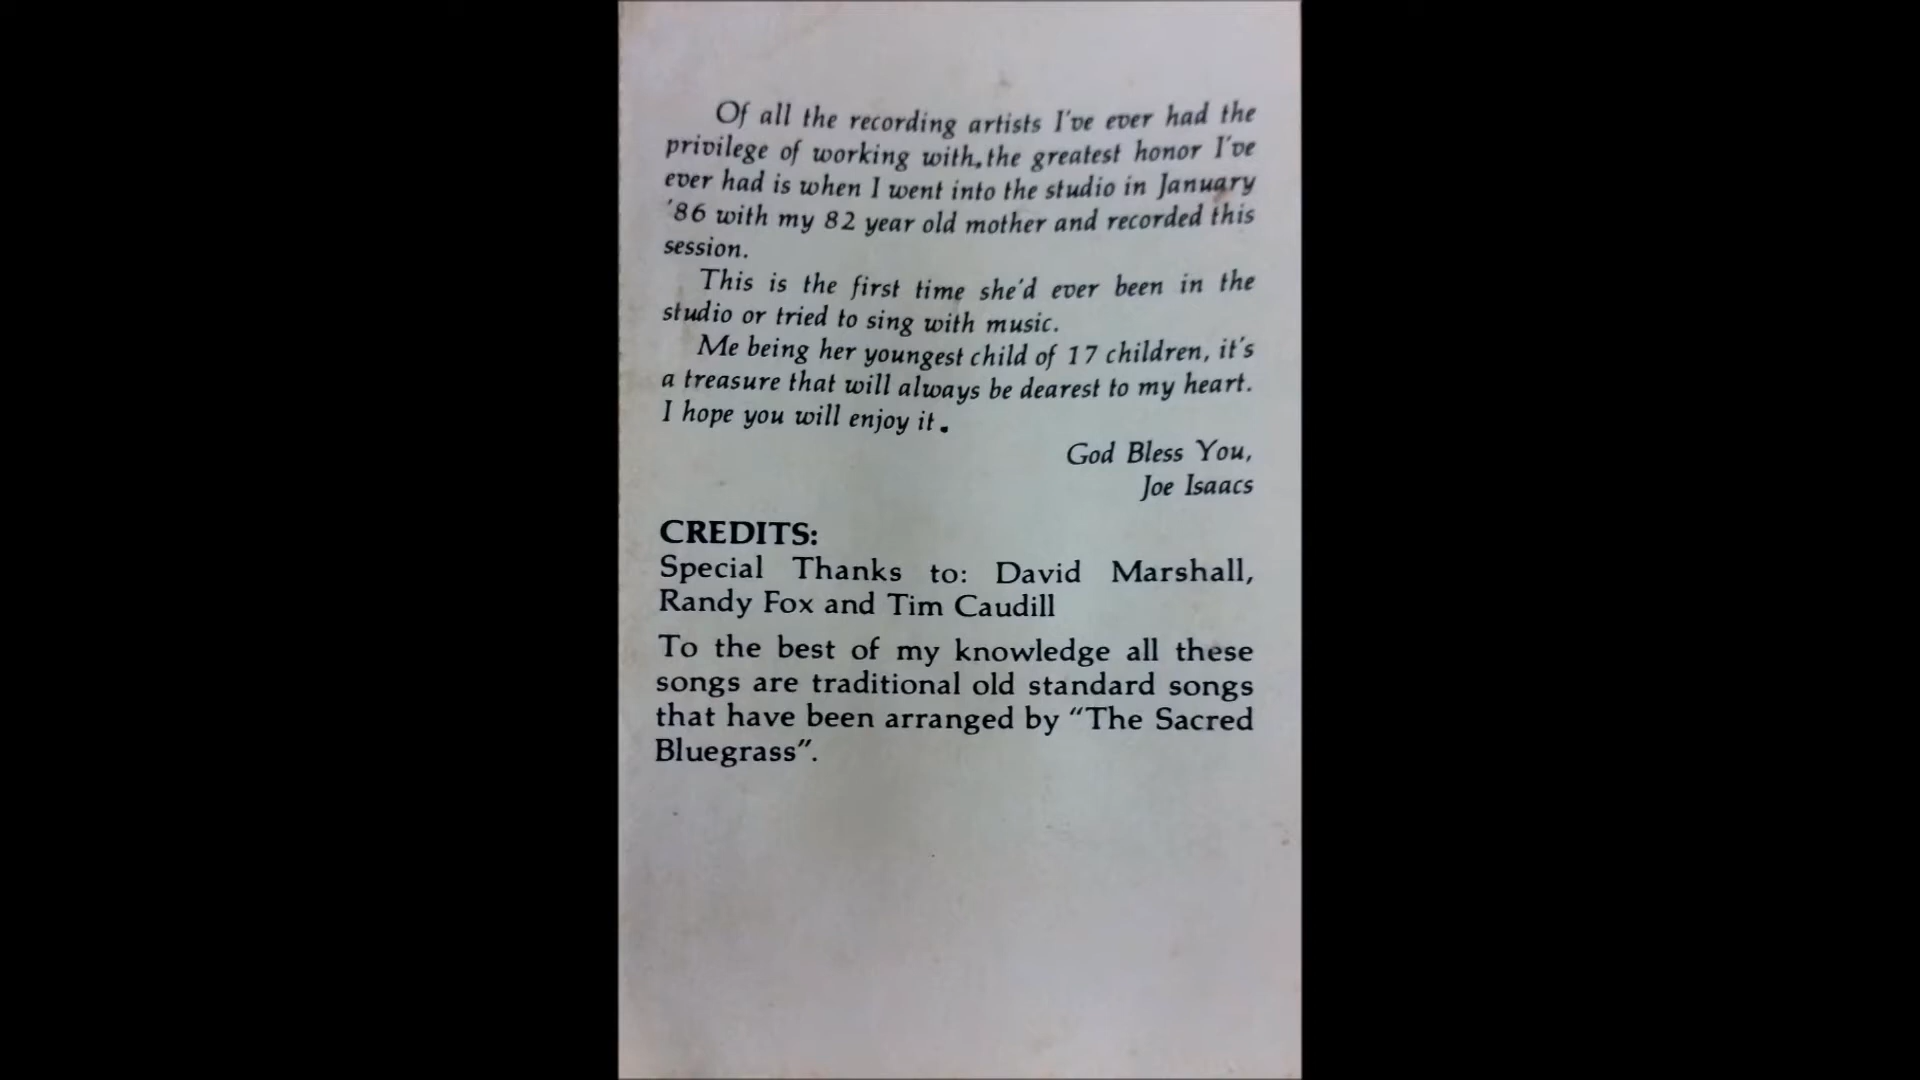 Of all the recording artists I've ever had the
privilege of working with, the greatest honor I've
ever had is when I went into the studio in January
'86 with my 82 year old mother and recorded this
session.
This is the first time she'd ever been in the
studio or tried to sing with music.
Me being her youngest child of 17 children, it's
a treasure that will always be dearest to my heart.
I hope you will enjoy it.
God Bless You,
Joe Isaacs
CREDITS:
Special Thanks to: David Marshall,
Randy Fox and Tim Caudill
To the best of my knowledge all these
songs are traditional old standard songs
that have been arranged by "The Sacred
Bluegrass".